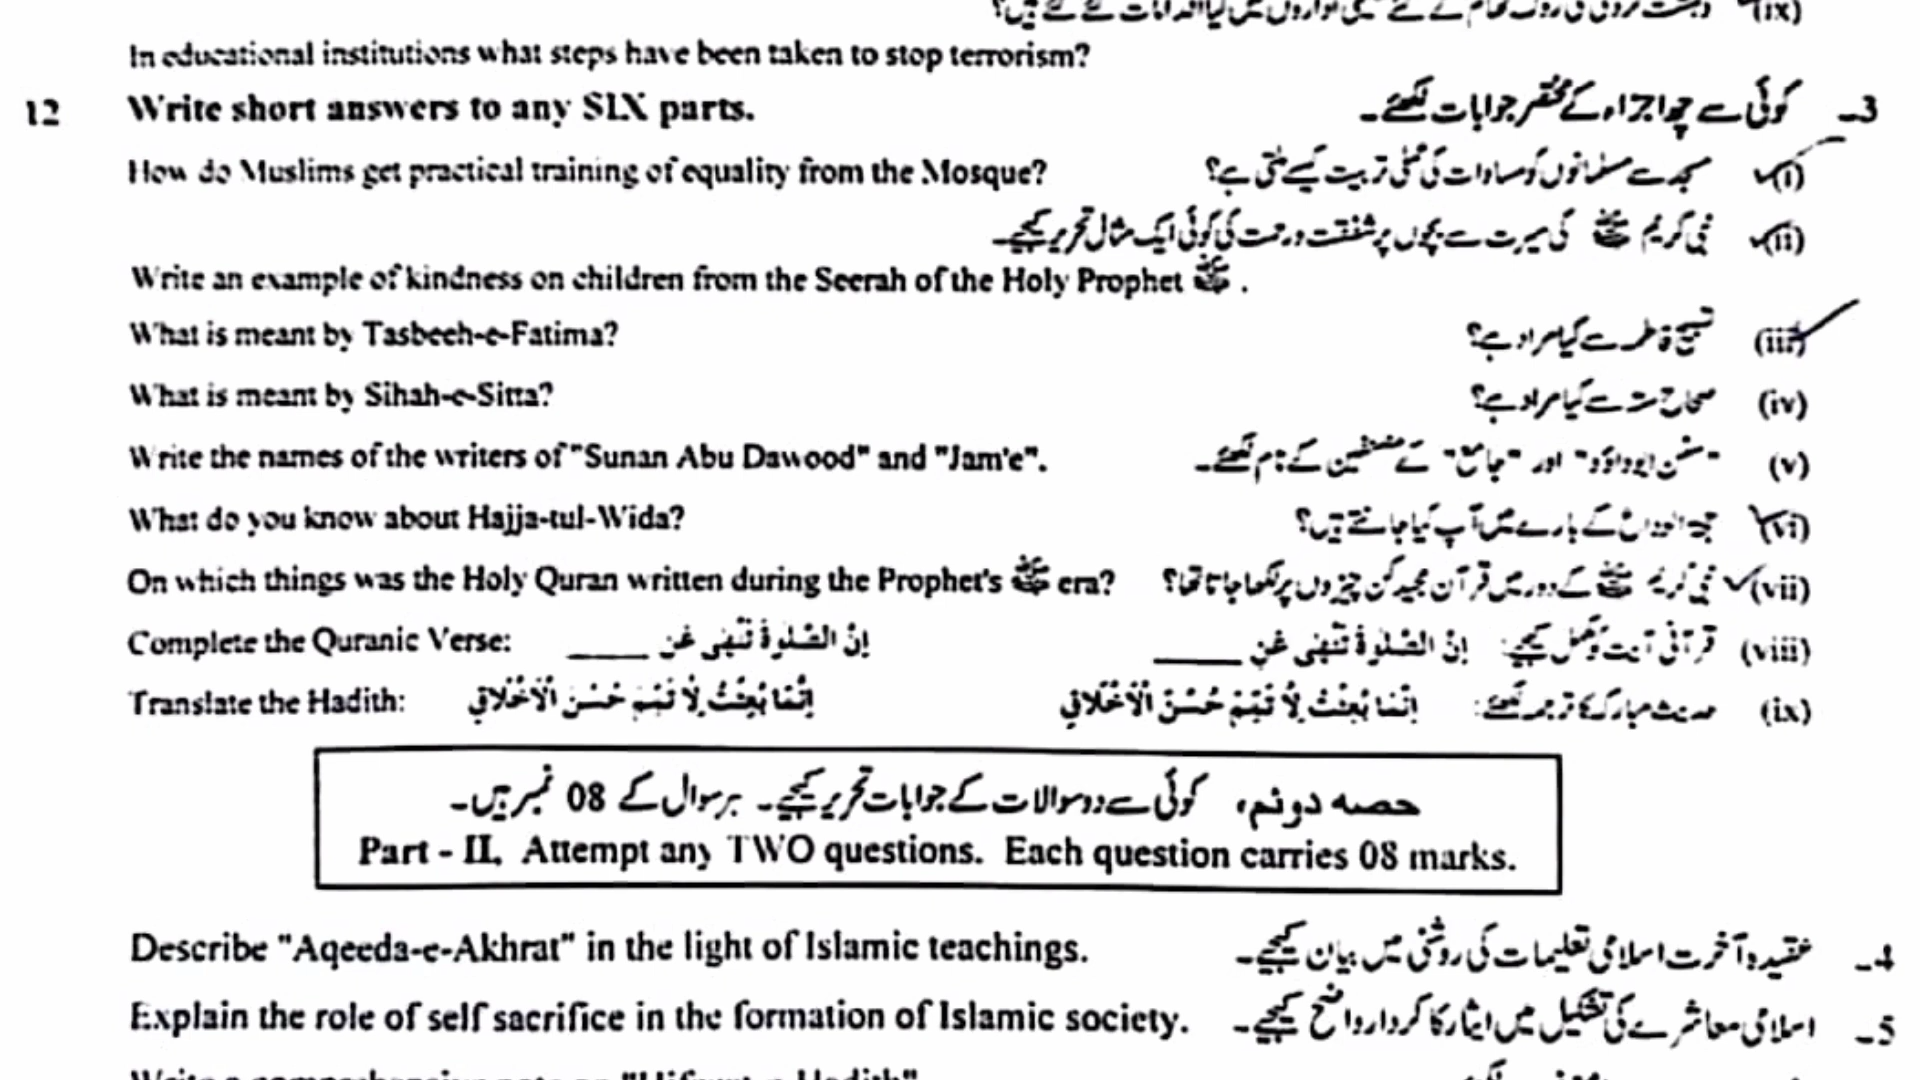 In educational institutions what steps have been taken to stop terrorism?
12 Write short answers to any SIX parts. کوئی سے چھ اجزاء کے مختصر جوابات لکھئے۔ 3۔
How do Muslims get practical training of equality from the Mosque? مسجد سے مسلمانوں کو مساوات کی عملی تربیت کیسے ملتی ہے؟ (i)
نبی کریم ﷺ کی سیرت سے بچوں پر شفقت و رحمت کی کوئی ایک مثال تحریر کیجیے۔ (ii)
Write an example of kindness on children from the Seerah of the Holy Prophet ﷺ .
What is meant by Tasbeeh-e-Fatima? تسبیح فاطمہ سے کیا مراد ہے؟ (iii)
What is meant by Sihah-e-Sitta? صحاح ستہ سے کیا مراد ہے؟ (iv)
Write the names of the writers of "Sunan Abu Dawood" and "Jam'e". "سنن ابوداؤد" اور "جامع" کے مصنفین کے نام لکھئے۔ (v)
What do you know about Hajja-tul-Wida? حجۃ الوداع کے بارے میں آپ کیا جانتے ہیں؟ (vi)
On which things was the Holy Quran written during the Prophet's ﷺ era? نبی کریم ﷺ کے دور میں قرآن مجید کن چیزوں پر لکھا جاتا تھا؟ (vii)
Complete the Quranic Verse: اِنَّ الصَّلٰوۃَ تَنْھٰی عَنِ _____ قرآنی آیت مکمل کیجیے: اِنَّ الصَّلٰوۃَ تَنْھٰی عَنِ _____ (viii)
Translate the Hadith: اِنَّمَا بُعِثْتُ لِاُ تَمِّمَ حُسْنَ الْاَخْلَاقِ حدیث مبارکہ کا ترجمہ لکھئے: اِنَّمَا بُعِثْتُ لِاُ تَمِّمَ حُسْنَ الْاَخْلَاقِ (ix)
حصہ دوئم، کوئی سے دو سوالات کے جوابات تحریر کیجیے۔ ہر سوال کے 08 نمبر ہیں۔
Part - II, Attempt any TWO questions. Each question carries 08 marks.
Describe "Aqeeda-e-Akhrat" in the light of Islamic teachings. عقیدہ آخرت اسلامی تعلیمات کی روشنی میں بیان کیجیے۔ 4۔
Explain the role of self sacrifice in the formation of Islamic society. اسلامی معاشرے کی تشکیل میں ایثار کا کردار واضح کیجیے۔ 5۔